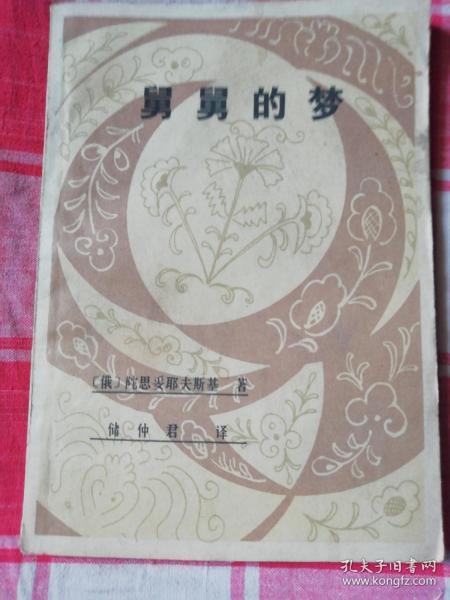 舅舅的梦
〔俄〕陀思妥耶夫斯基 著
储仲君 译
孔夫子旧书网
www.kongfz.com